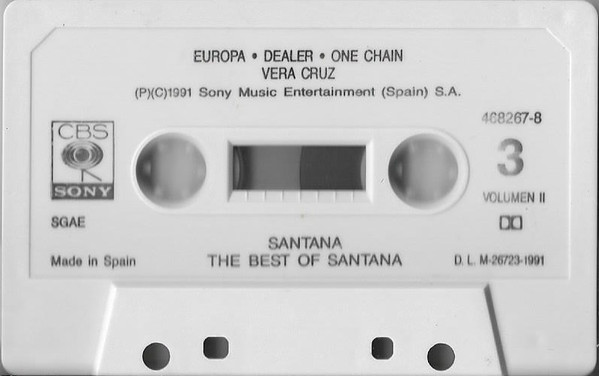 EUROPA • DEALER • ONE CHAIN
VERA CRUZ
(P)(C)1991 Sony Music Entertainment (Spain) S.A.
468267-8
CBS
SONY
3
VOLUMEN II
SGAE
SANTANA
THE BEST OF SANTANA
Made in Spain
D. L. M-26723-1991